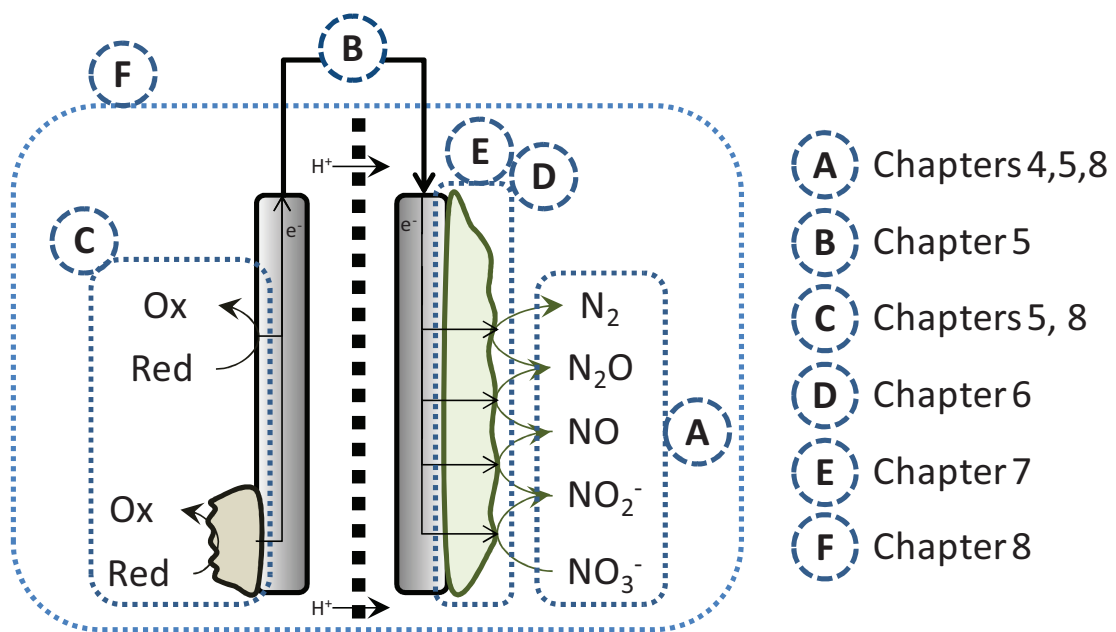 B
F
E
D
H⁺
C
e⁻
e⁻
Ox
Red
N₂
N₂O
NO
NO₂⁻
NO₃⁻
A
Ox
Red
H⁺
A Chapters 4,5,8
B Chapter 5
C Chapters 5, 8
D Chapter 6
E Chapter 7
F Chapter 8